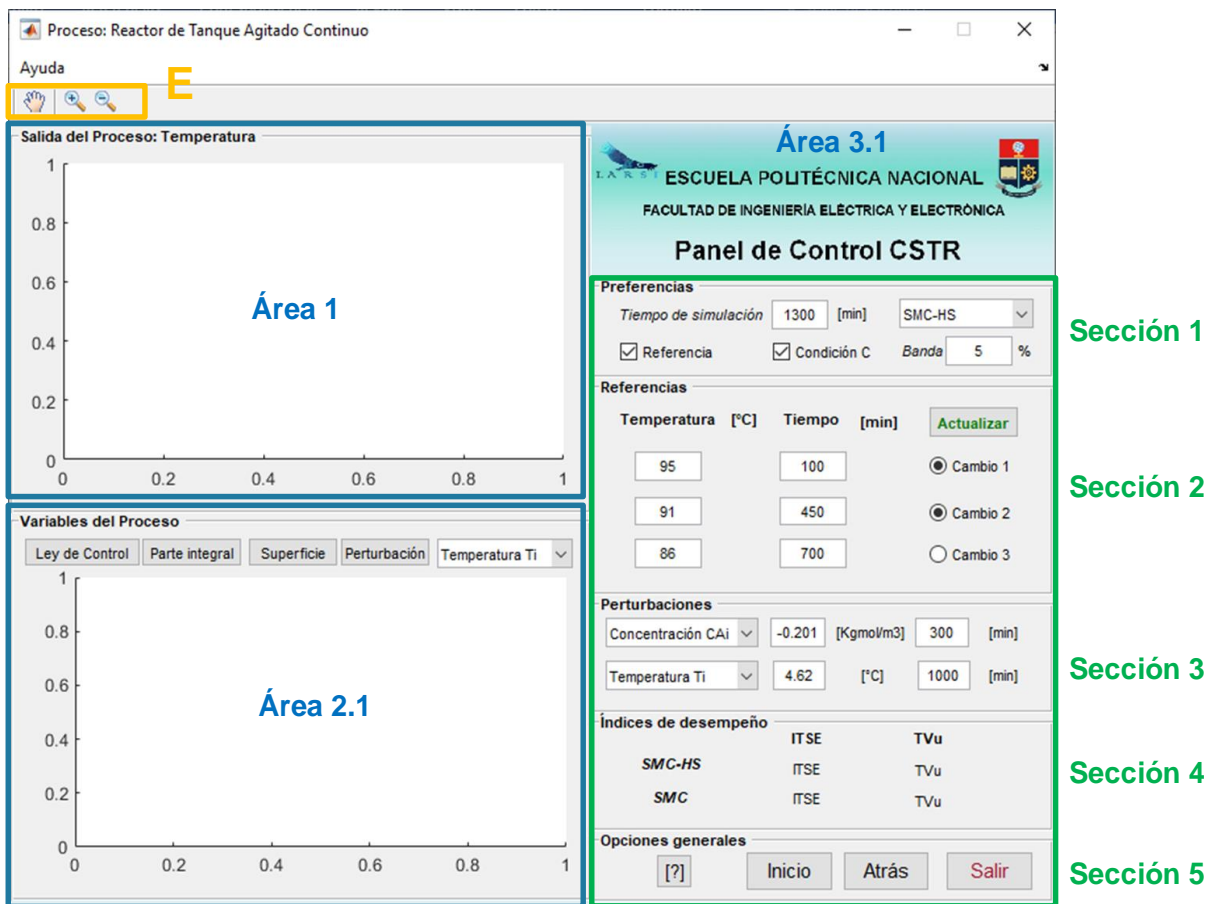 Proceso: Reactor de Tanque Agitado Continuo
Ayuda
E
Salida del Proceso: Temperatura
1
0.8
0.6
0.4
0.2
0
0 0.2 0.4 0.6 0.8 1
Área 1
Variables del Proceso
Ley de Control Parte integral Superficie Perturbación Temperatura Ti
1
0.8
0.6
0.4
0.2
0
0 0.2 0.4 0.6 0.8 1
Área 2.1
Área 3.1
LARSI
ESCUELA POLITÉCNICA NACIONAL
FACULTAD DE INGENIERÍA ELÉCTRICA Y ELECTRÓNICA
Panel de Control CSTR
Preferencias
Tiempo de simulación 1300 [min] SMC-HS
Referencia Condición C Banda 5 %
Sección 1
Referencias
Temperatura [°C] Tiempo [min] Actualizar
95 100 Cambio 1
91 450 Cambio 2
86 700 Cambio 3
Sección 2
Perturbaciones
Concentración CAi -0.201 [Kgmol/m3] 300 [min]
Temperatura Ti 4.62 [°C] 1000 [min]
Sección 3
Índices de desempeño
ITSE TVu
SMC-HS ITSE TVu
SMC ITSE TVu
Sección 4
Opciones generales
[?] Inicio Atrás Salir
Sección 5